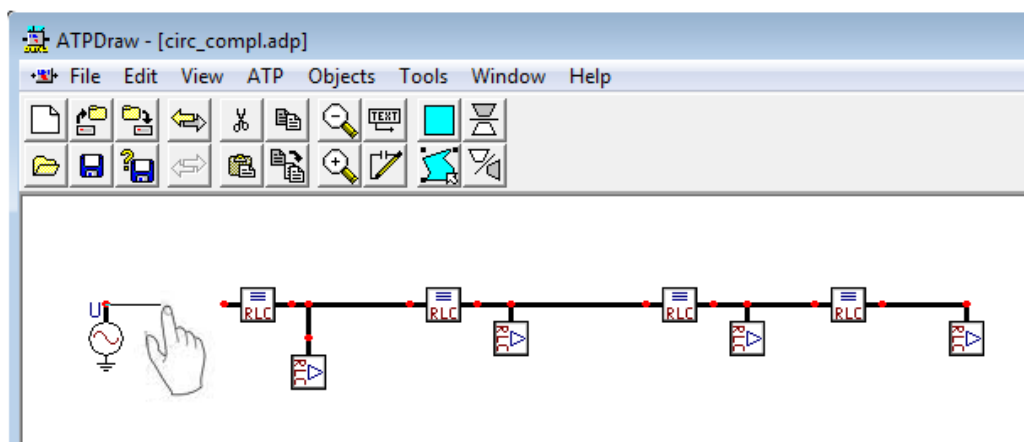 ATPDraw - [circ_compl.adp]
File Edit View ATP Objects Tools Window Help
TEXT
?
U
RLC RLC RLC RLC
RLC RLC RLC RLC